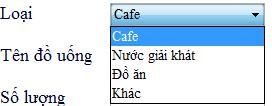 Loại Cafe
Cafe
Tên đồ uống Nước giải khát
Đồ ăn
Số lượng Khác